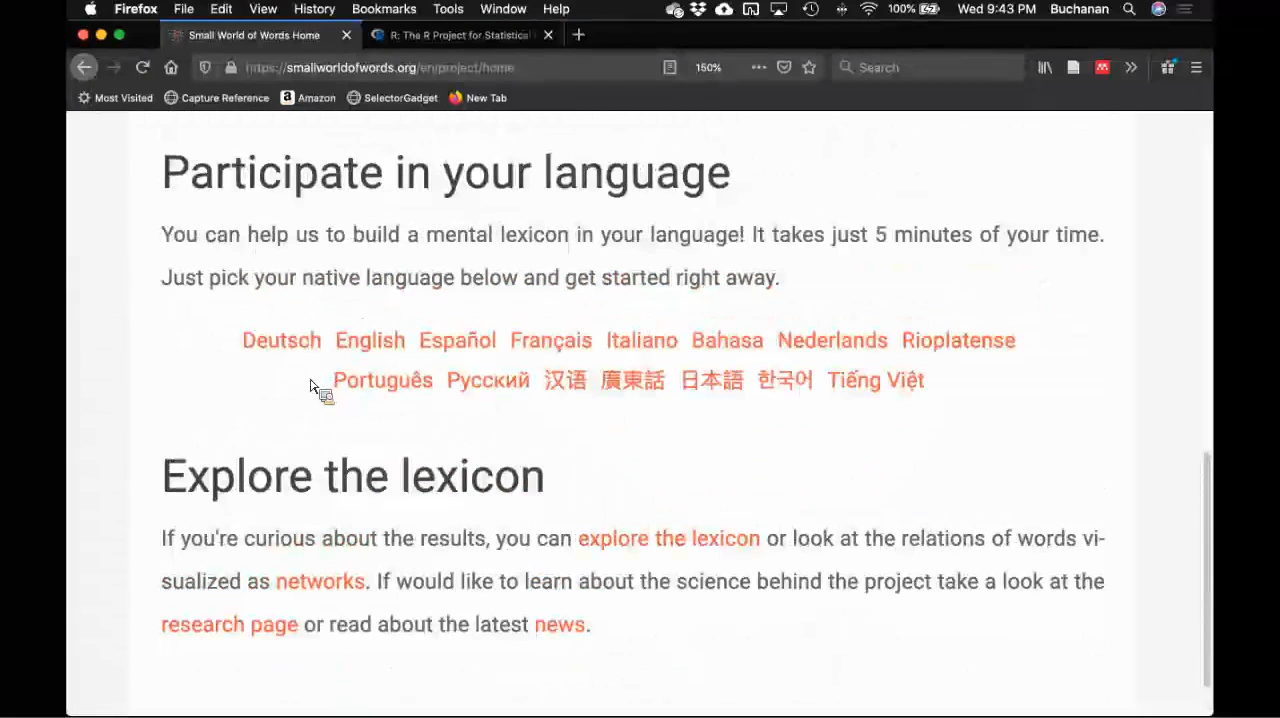 Firefox File Edit View History Bookmarks Tools Window Help 100% Wed 9:43 PM Buchanan
Small World of Words Home R: The R Project for Statistical
https://smallworldofwords.org/en/project/home 150% Search
Most Visited Capture Reference Amazon SelectorGadget New Tab
Participate in your language
You can help us to build a mental lexicon in your language! It takes just 5 minutes of your time.
Just pick your native language below and get started right away.
Deutsch English Español Français Italiano Bahasa Nederlands Rioplatense
Português Русский 汉语 廣東話 日本語 한국어 Tiếng Việt
Explore the lexicon
If you're curious about the results, you can explore the lexicon or look at the relations of words vi-
sualized as networks. If would like to learn about the science behind the project take a look at the
research page or read about the latest news.